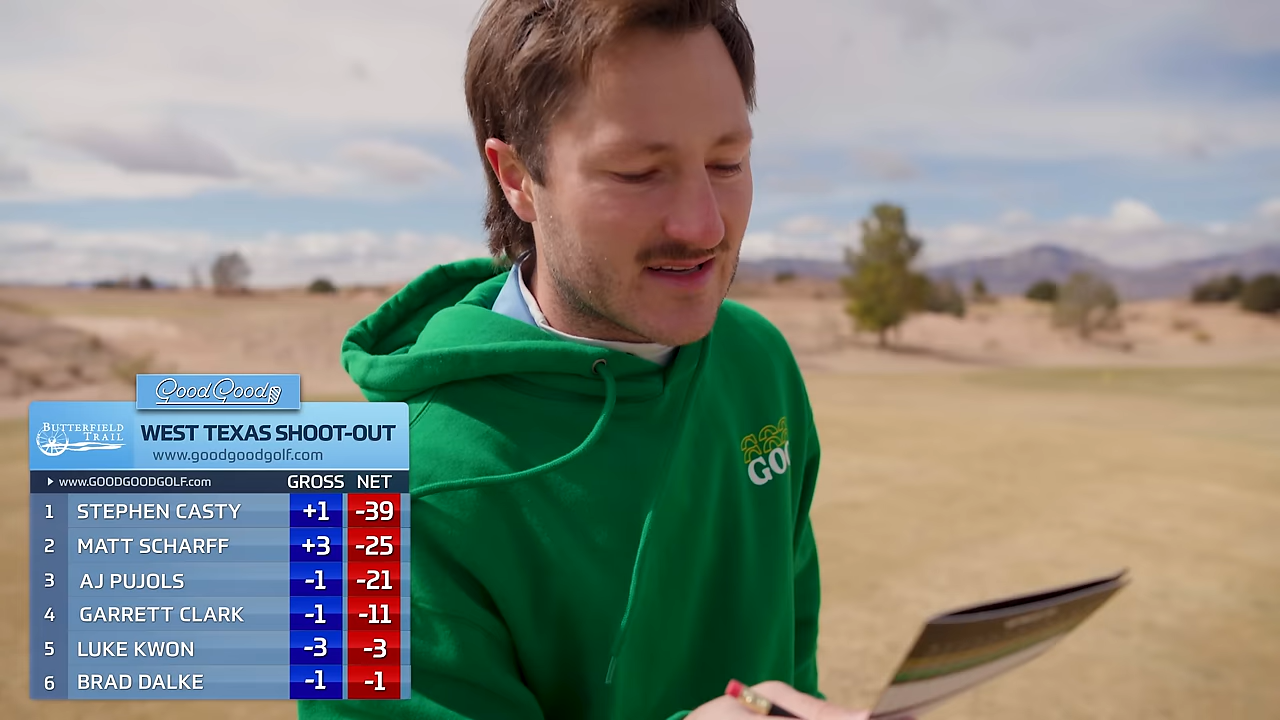 GoodGood
BUTTERFIELD
TRAIL
WEST TEXAS SHOOT-OUT
www.goodgoodgolf.com
www.GOODGOODGOLF.com GROSS NET
1 STEPHEN CASTY +1 -39
2 MATT SCHARFF +3 -25
3 AJ PUJOLS -1 -21
4 GARRETT CLARK -1 -11
5 LUKE KWON -3 -3
6 BRAD DALKE -1 -1
GOO